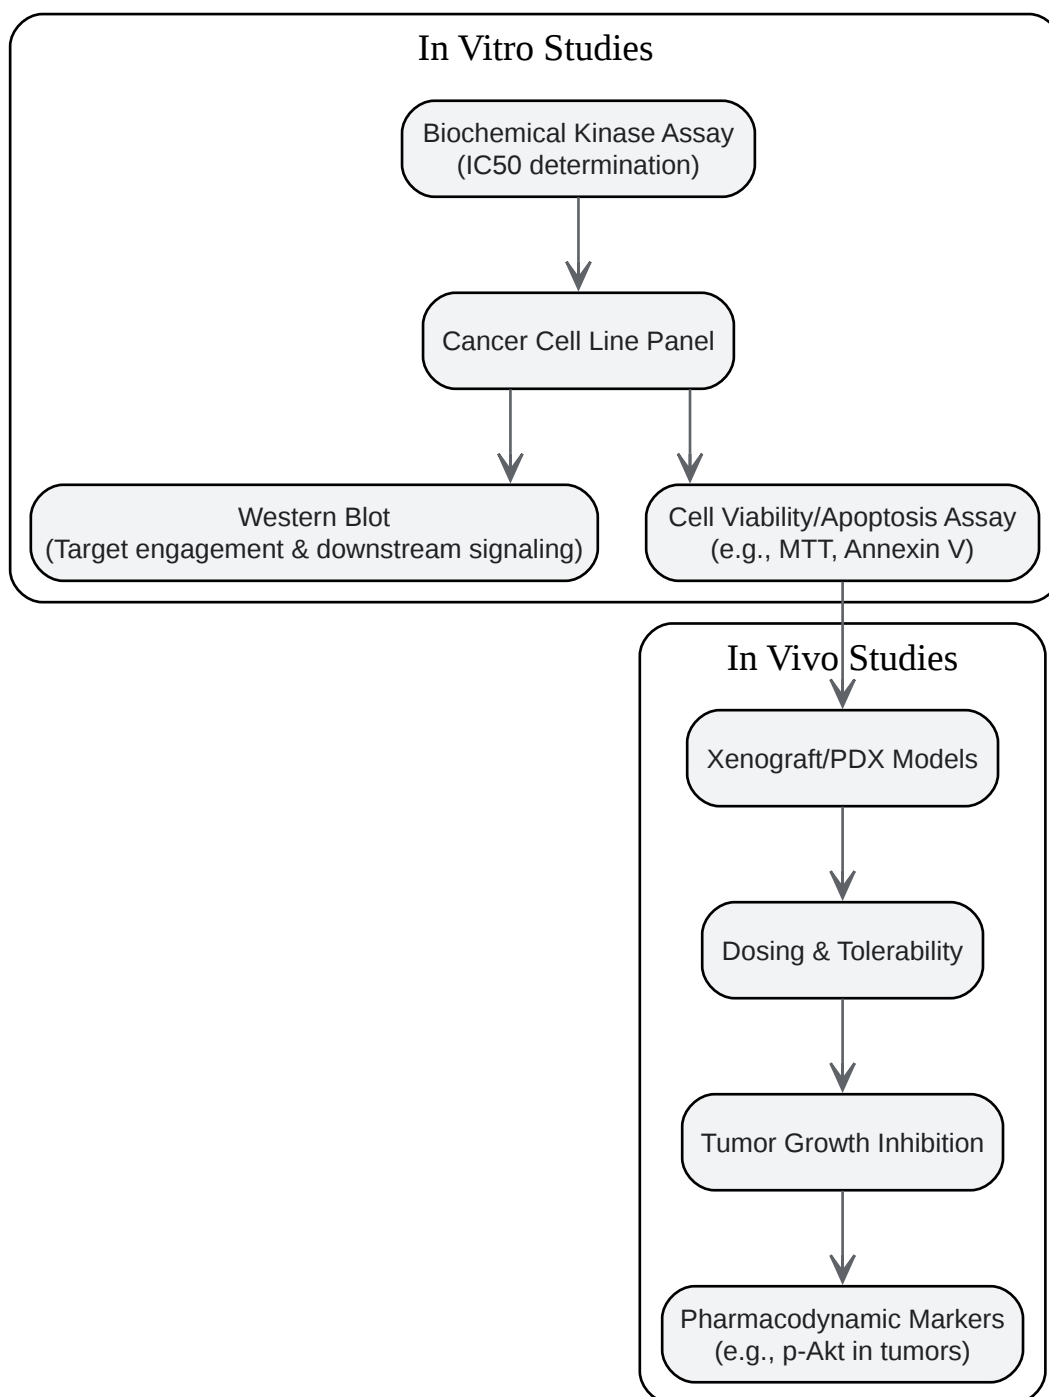 In Vitro Studies
Biochemical Kinase Assay
(IC50 determination)
Cancer Cell Line Panel
Western Blot
(Target engagement & downstream signaling)
Cell Viability/Apoptosis Assay
(e.g., MTT, Annexin V)
In Vivo Studies
Xenograft/PDX Models
Dosing & Tolerability
Tumor Growth Inhibition
Pharmacodynamic Markers
(e.g., p-Akt in tumors)